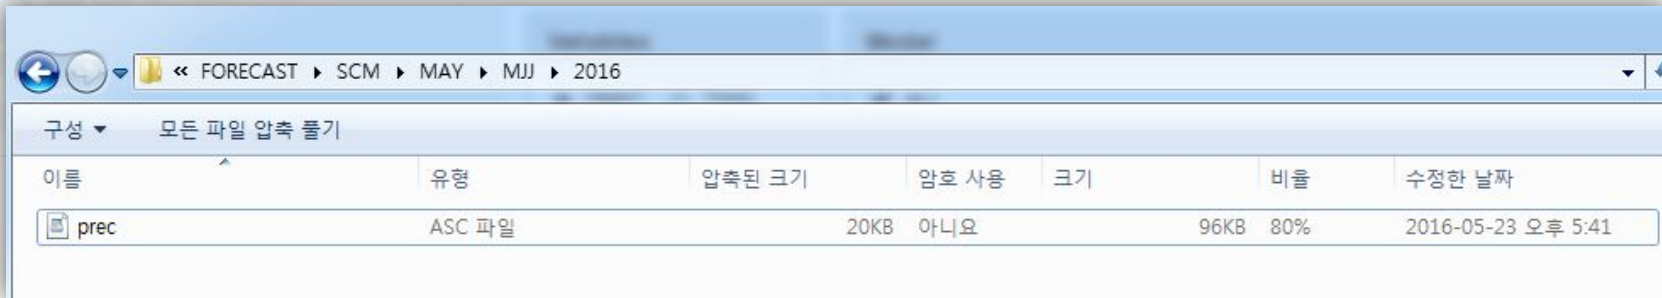 « FORECAST ▸ SCM ▸ MAY ▸ MJJ ▸ 2016
구성 ▼ 모든 파일 압축 풀기
이름 유형 압축된 크기 암호 사용 크기 비율 수정한 날짜
prec ASC 파일 20KB 아니요 96KB 80% 2016-05-23 오후 5:41